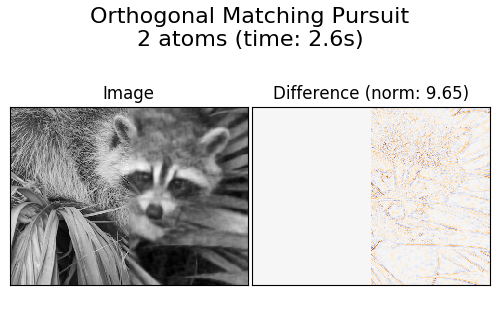 Orthogonal Matching Pursuit
2 atoms (time: 2.6s)
Image
Difference (norm: 9.65)